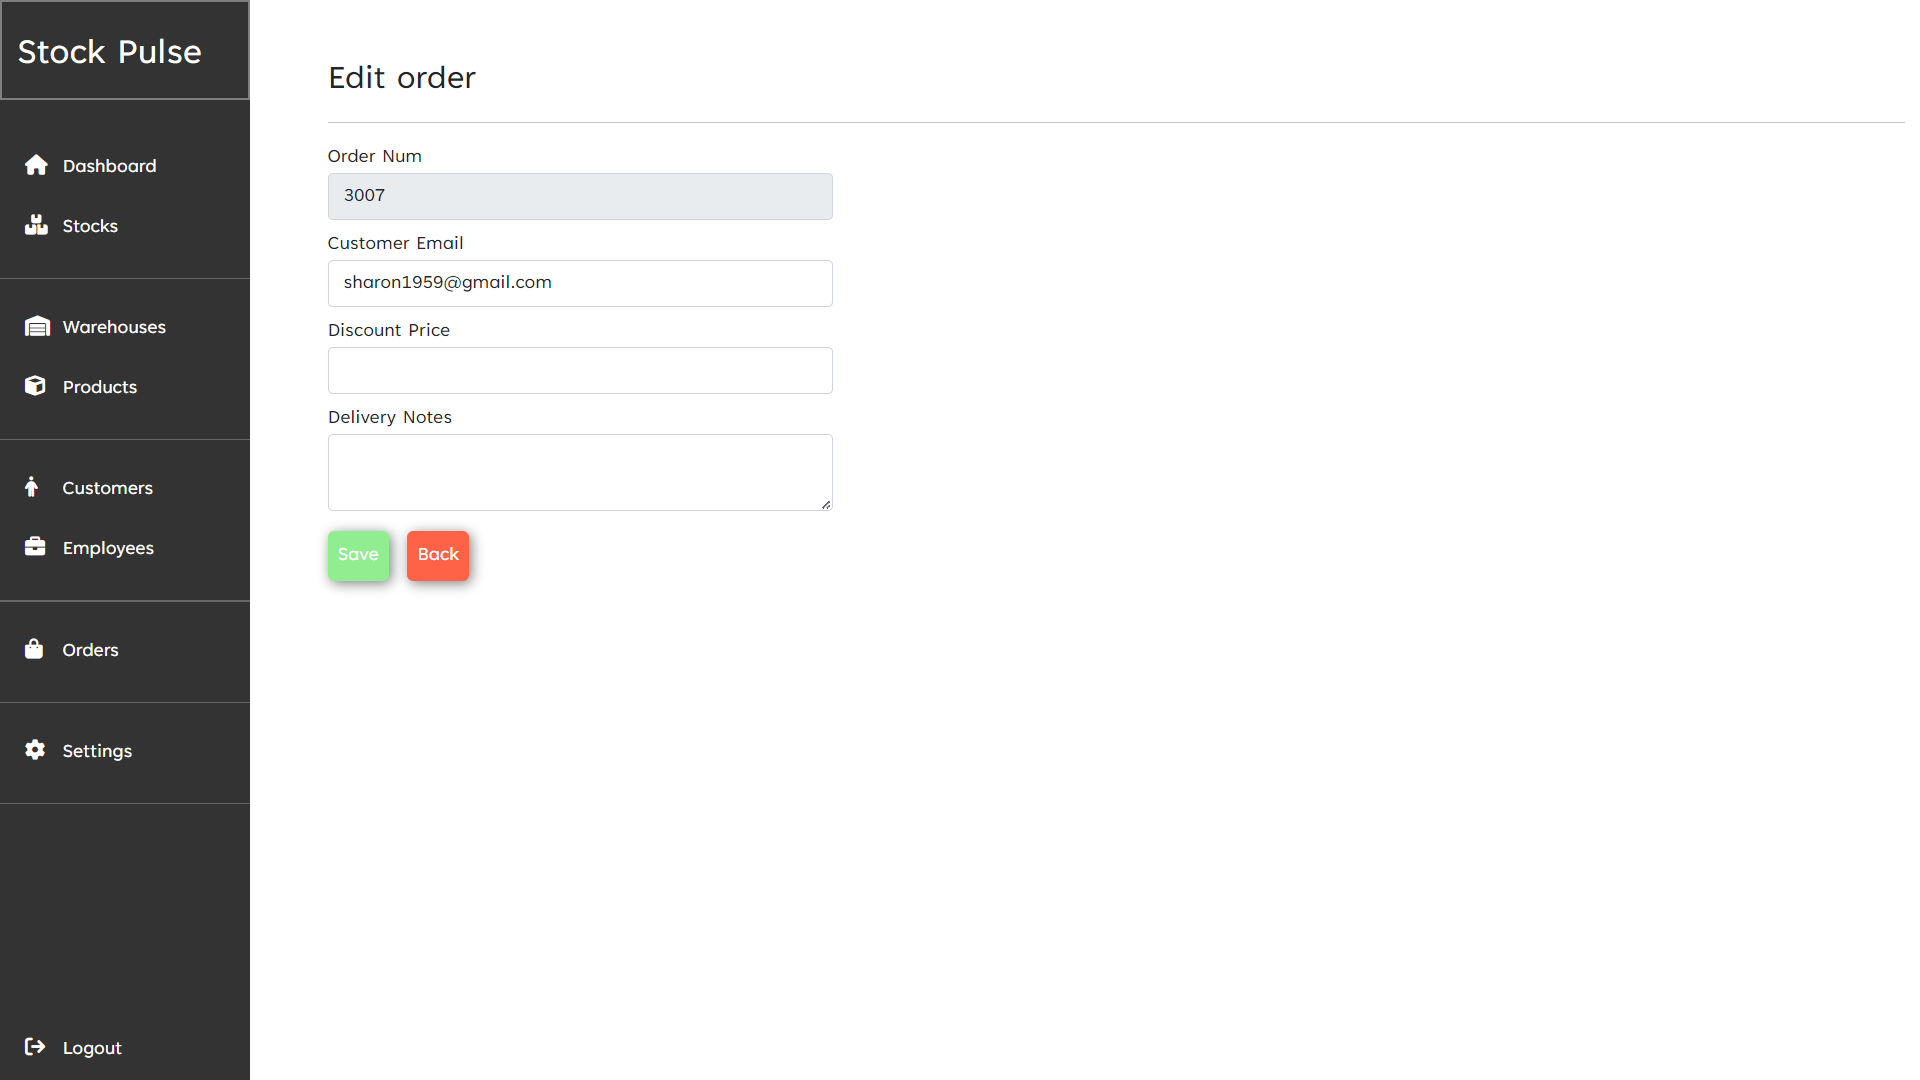 Stock Pulse
Dashboard
Stocks
Warehouses
Products
Customers
Employees
Orders
Settings
Logout
Edit order
Order Num
3007
Customer Email
sharon1959@gmail.com
Discount Price
Delivery Notes
Save
Back